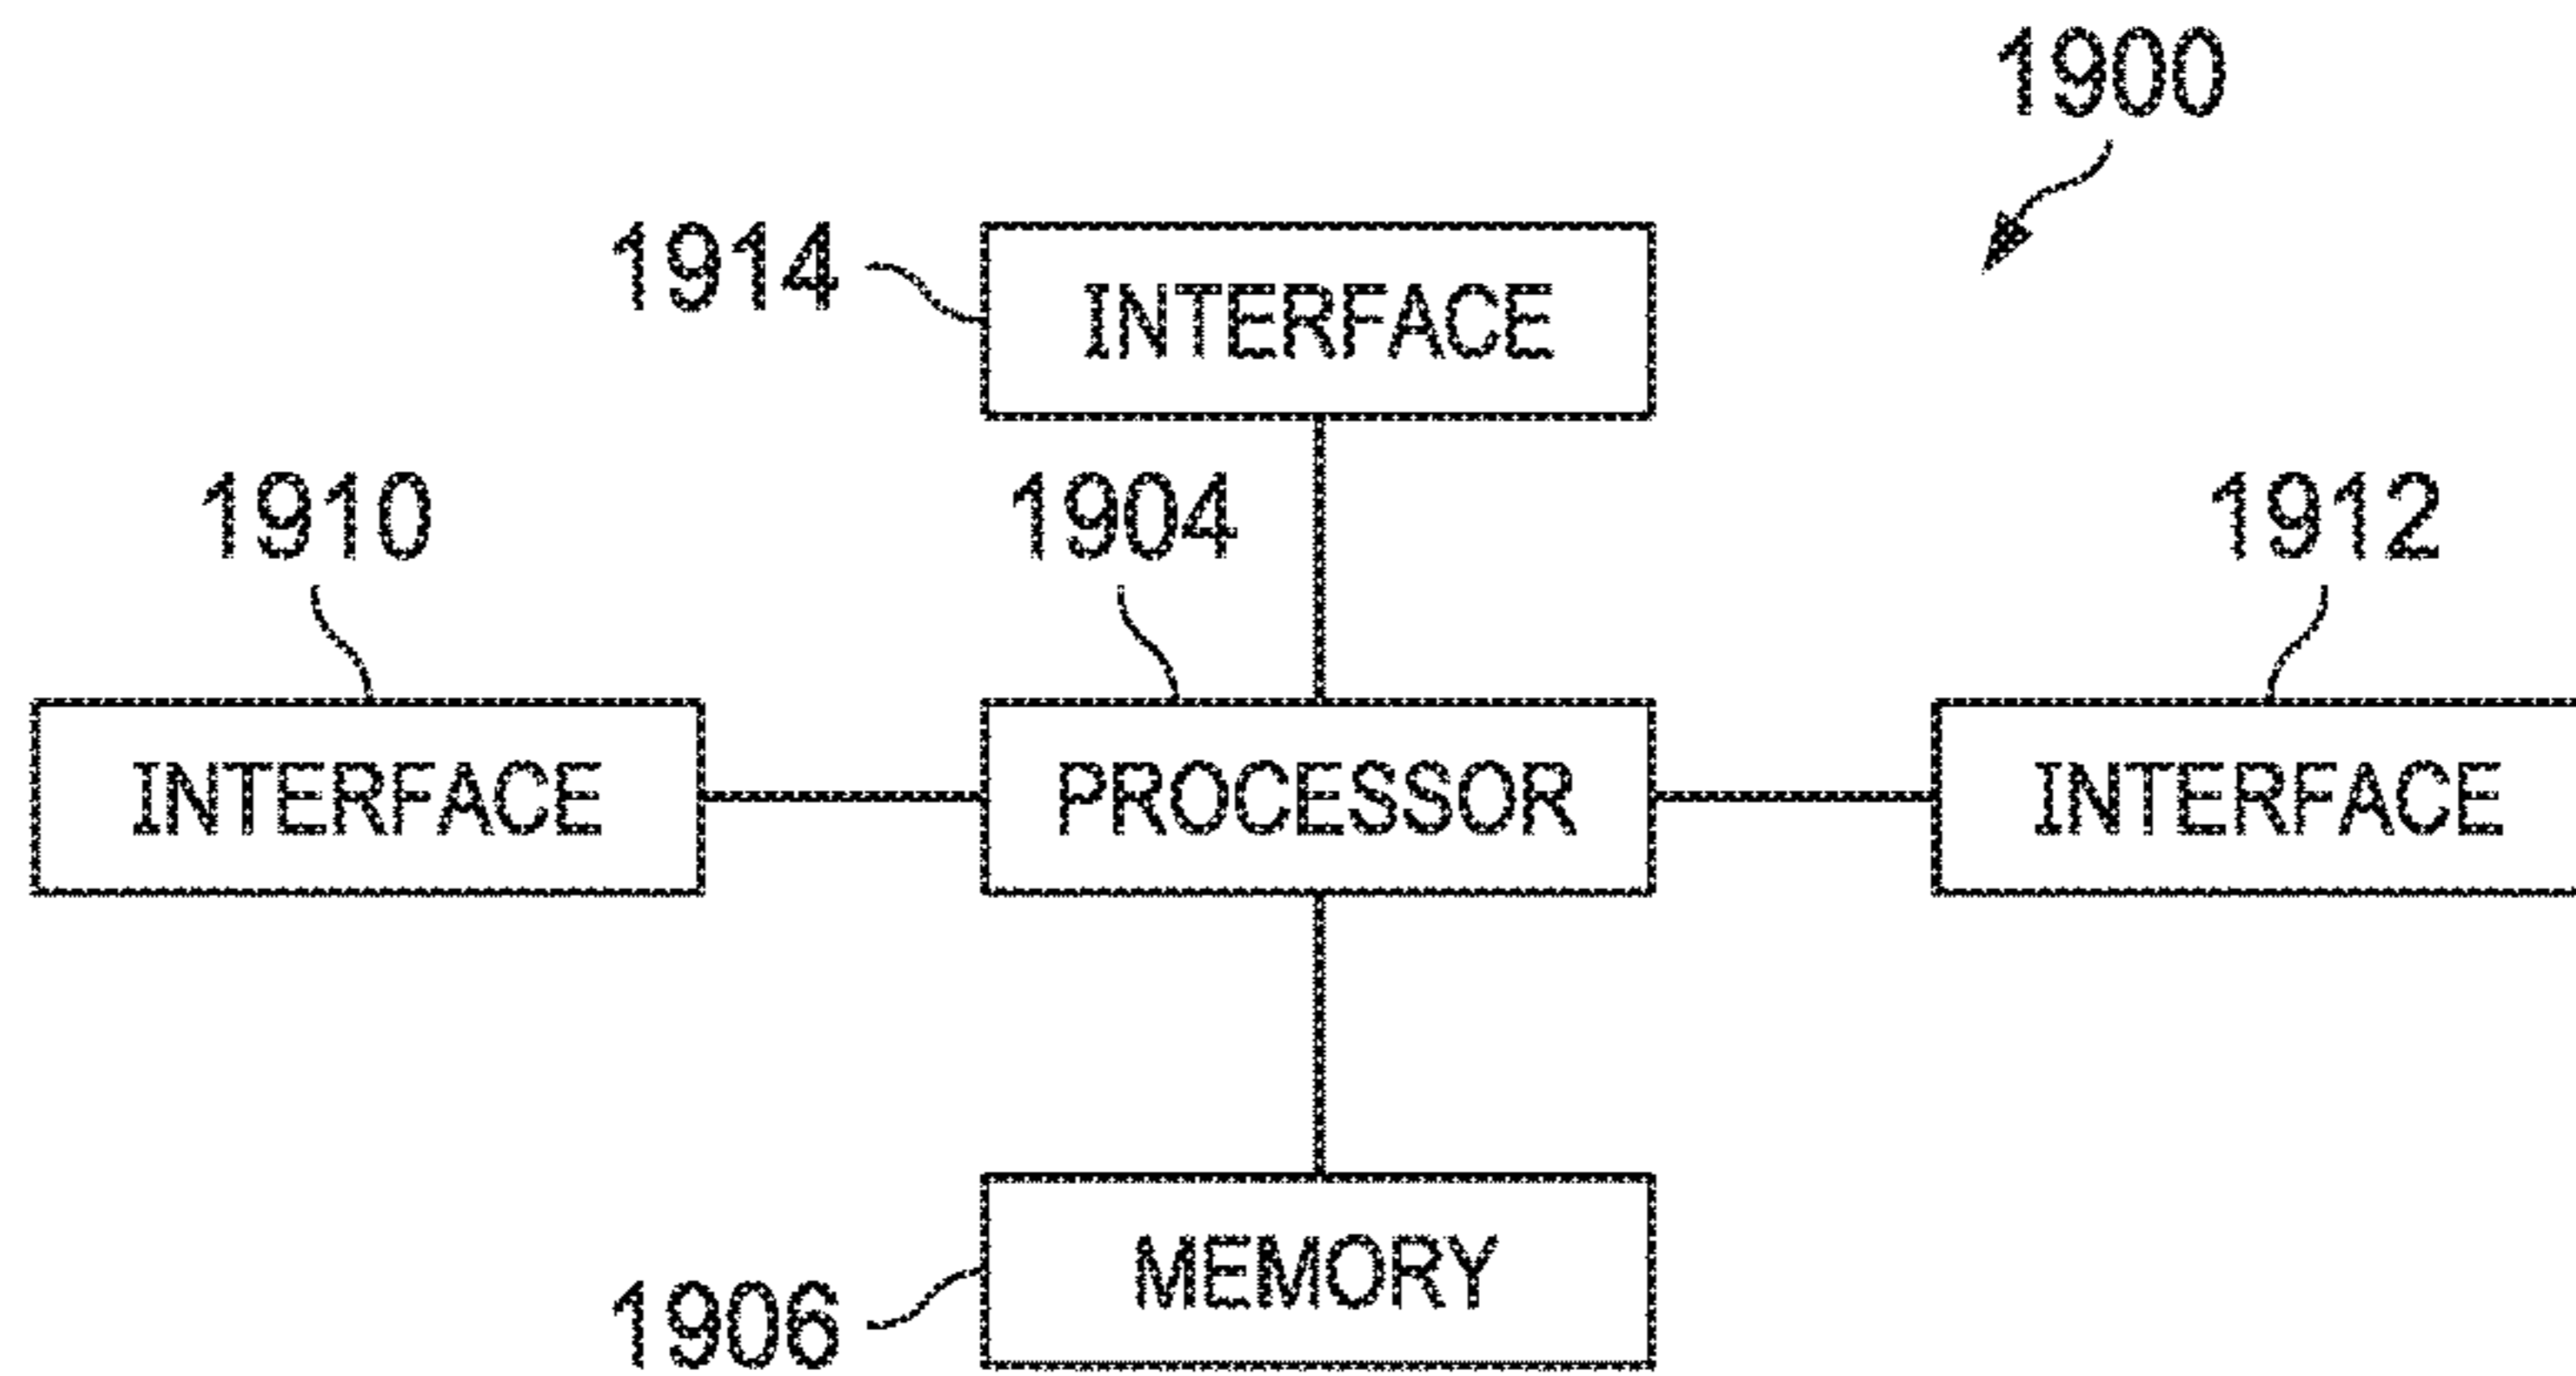 1900
1914
INTERFACE
1910
1904
1912
INTERFACE
PROCESSOR
INTERFACE
MEMORY
1906